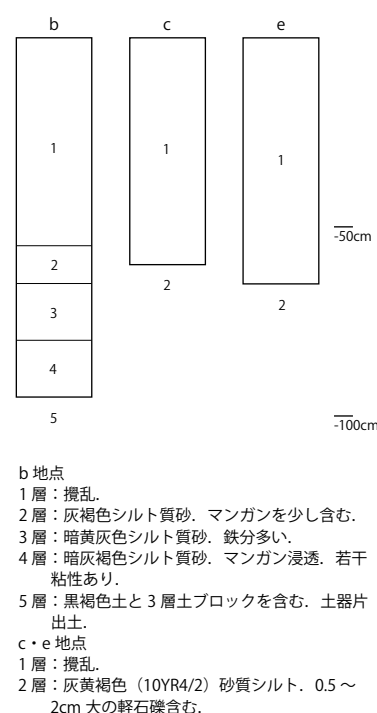 b c e
1 1 1
-50cm
2
2
3 2
4
5 -100cm
b 地点
1 層：攪乱．
2 層：灰褐色シルト質砂．マンガンを少し含む．
3 層：暗黄灰色シルト質砂．鉄分多い．
4 層：暗灰褐色シルト質砂．マンガン浸透．若干
粘性あり．
5 層：黒褐色土と 3 層土ブロックを含む．土器片
出土．
c・e 地点
1 層：攪乱．
2 層：灰黄褐色（10YR4/2）砂質シルト．0.5 ～
2cm 大の軽石礫含む．